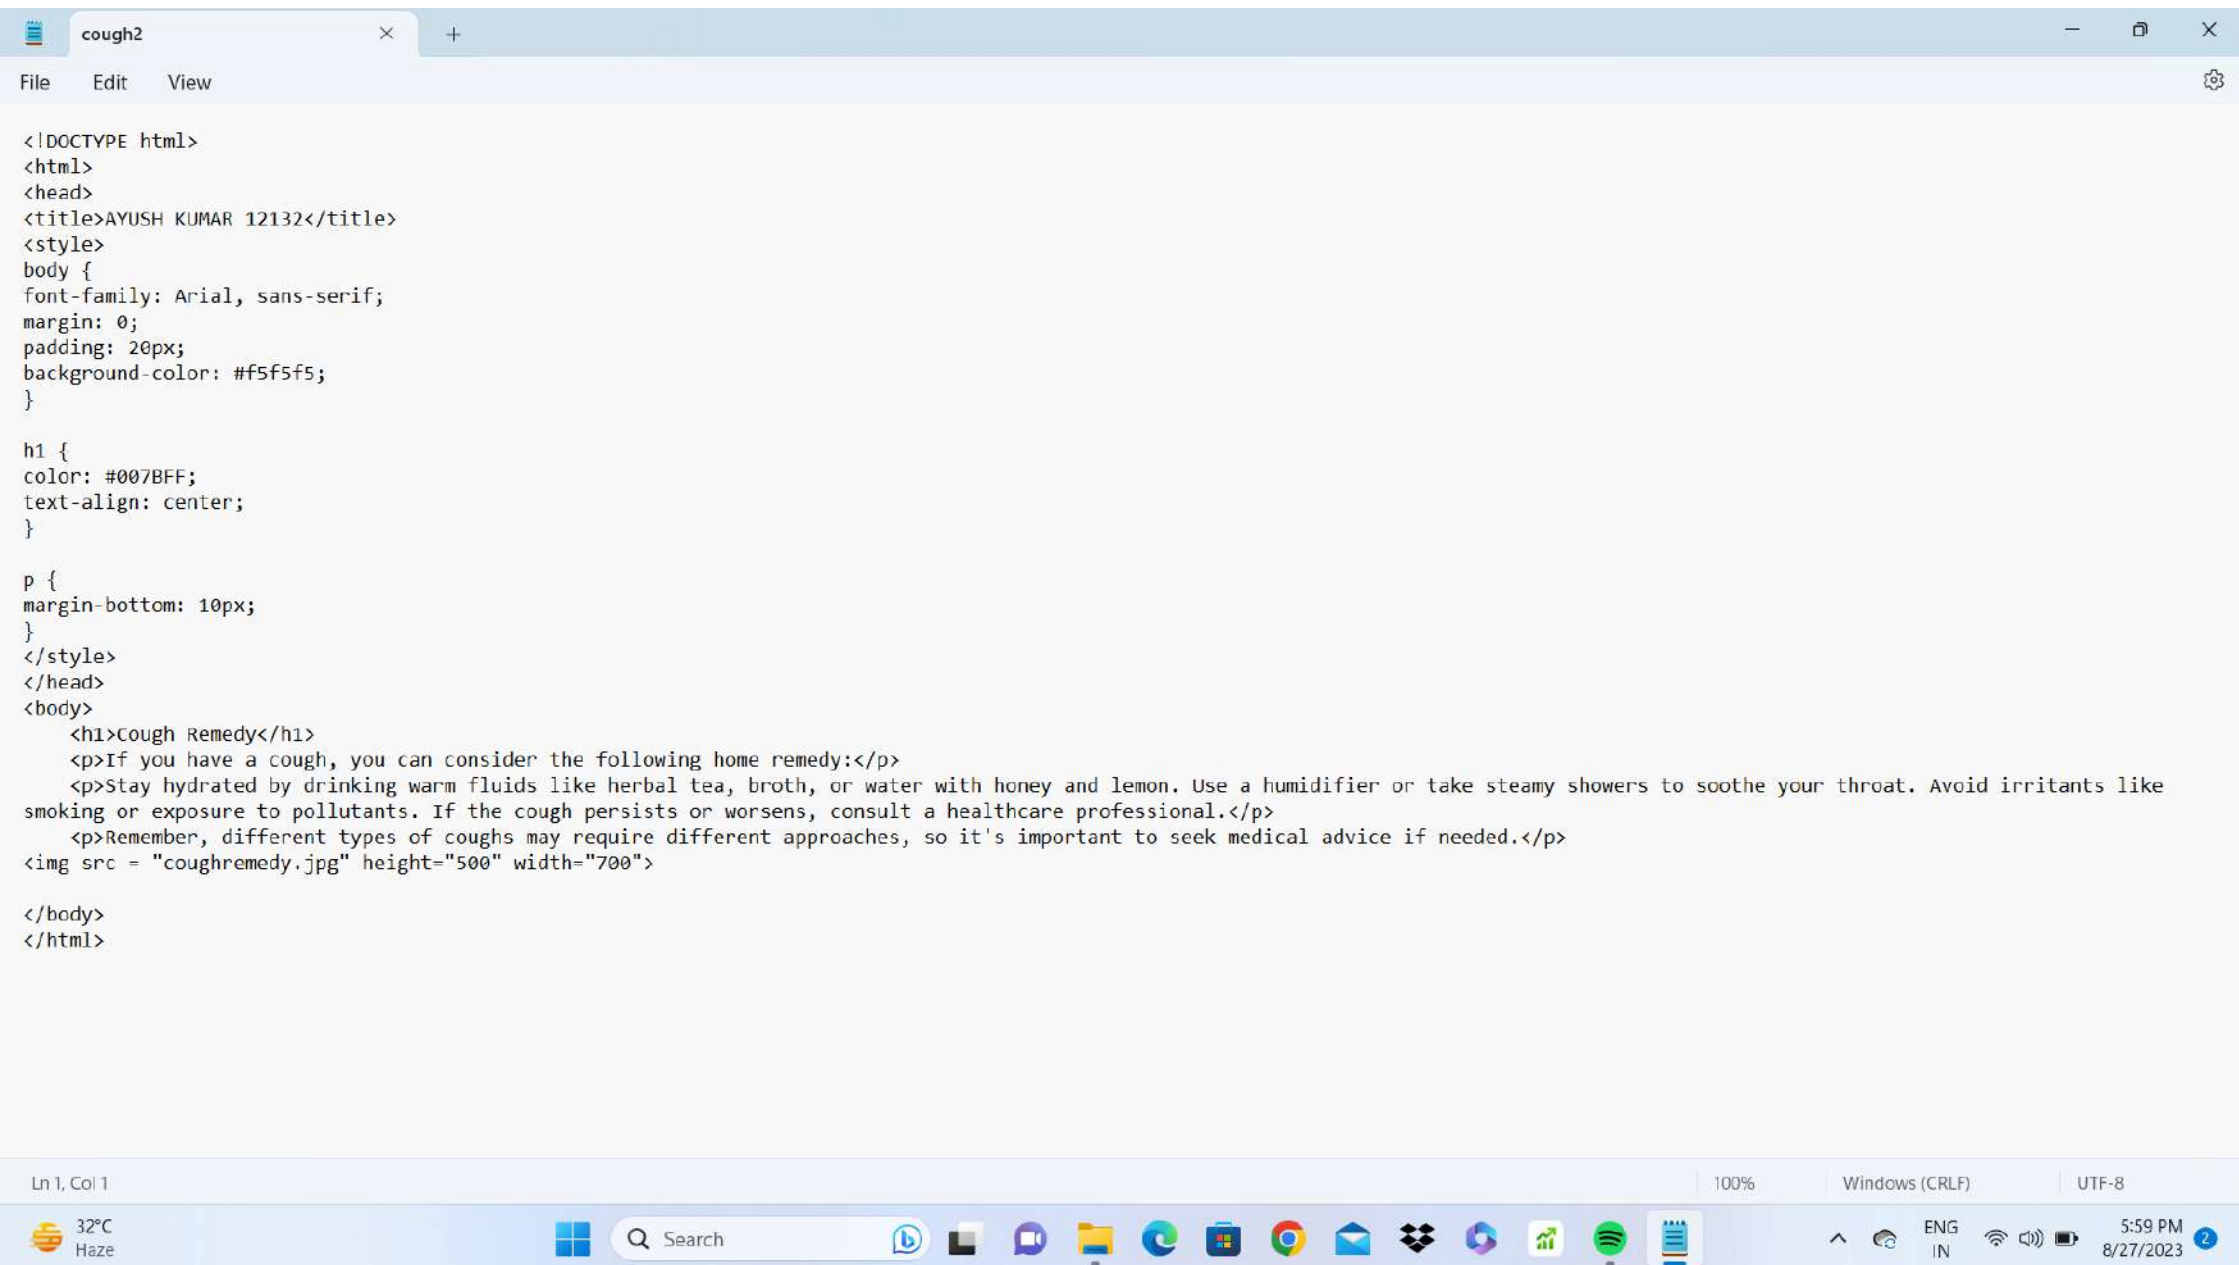 cough2
File Edit View
<!DOCTYPE html>
<html>
<head>
<title>AYUSH KUMAR 12132</title>
<style>
body {
font-family: Arial, sans-serif;
margin: 0;
padding: 20px;
background-color: #f5f5f5;
}
h1 {
color: #007BFF;
text-align: center;
}
p {
margin-bottom: 10px;
}
</style>
</head>
<body>
<h1>Cough Remedy</h1>
<p>If you have a cough, you can consider the following home remedy:</p>
<p>Stay hydrated by drinking warm fluids like herbal tea, broth, or water with honey and lemon. Use a humidifier or take steamy showers to soothe your throat. Avoid irritants like
smoking or exposure to pollutants. If the cough persists or worsens, consult a healthcare professional.</p>
<p>Remember, different types of coughs may require different approaches, so it's important to seek medical advice if needed.</p>
<img src = "coughremedy.jpg" height="500" width="700">
</body>
</html>
Ln 1, Col 1 100% Windows (CRLF) UTF-8
32°C
Haze
Search
ENG
IN
5:59 PM
8/27/2023
2